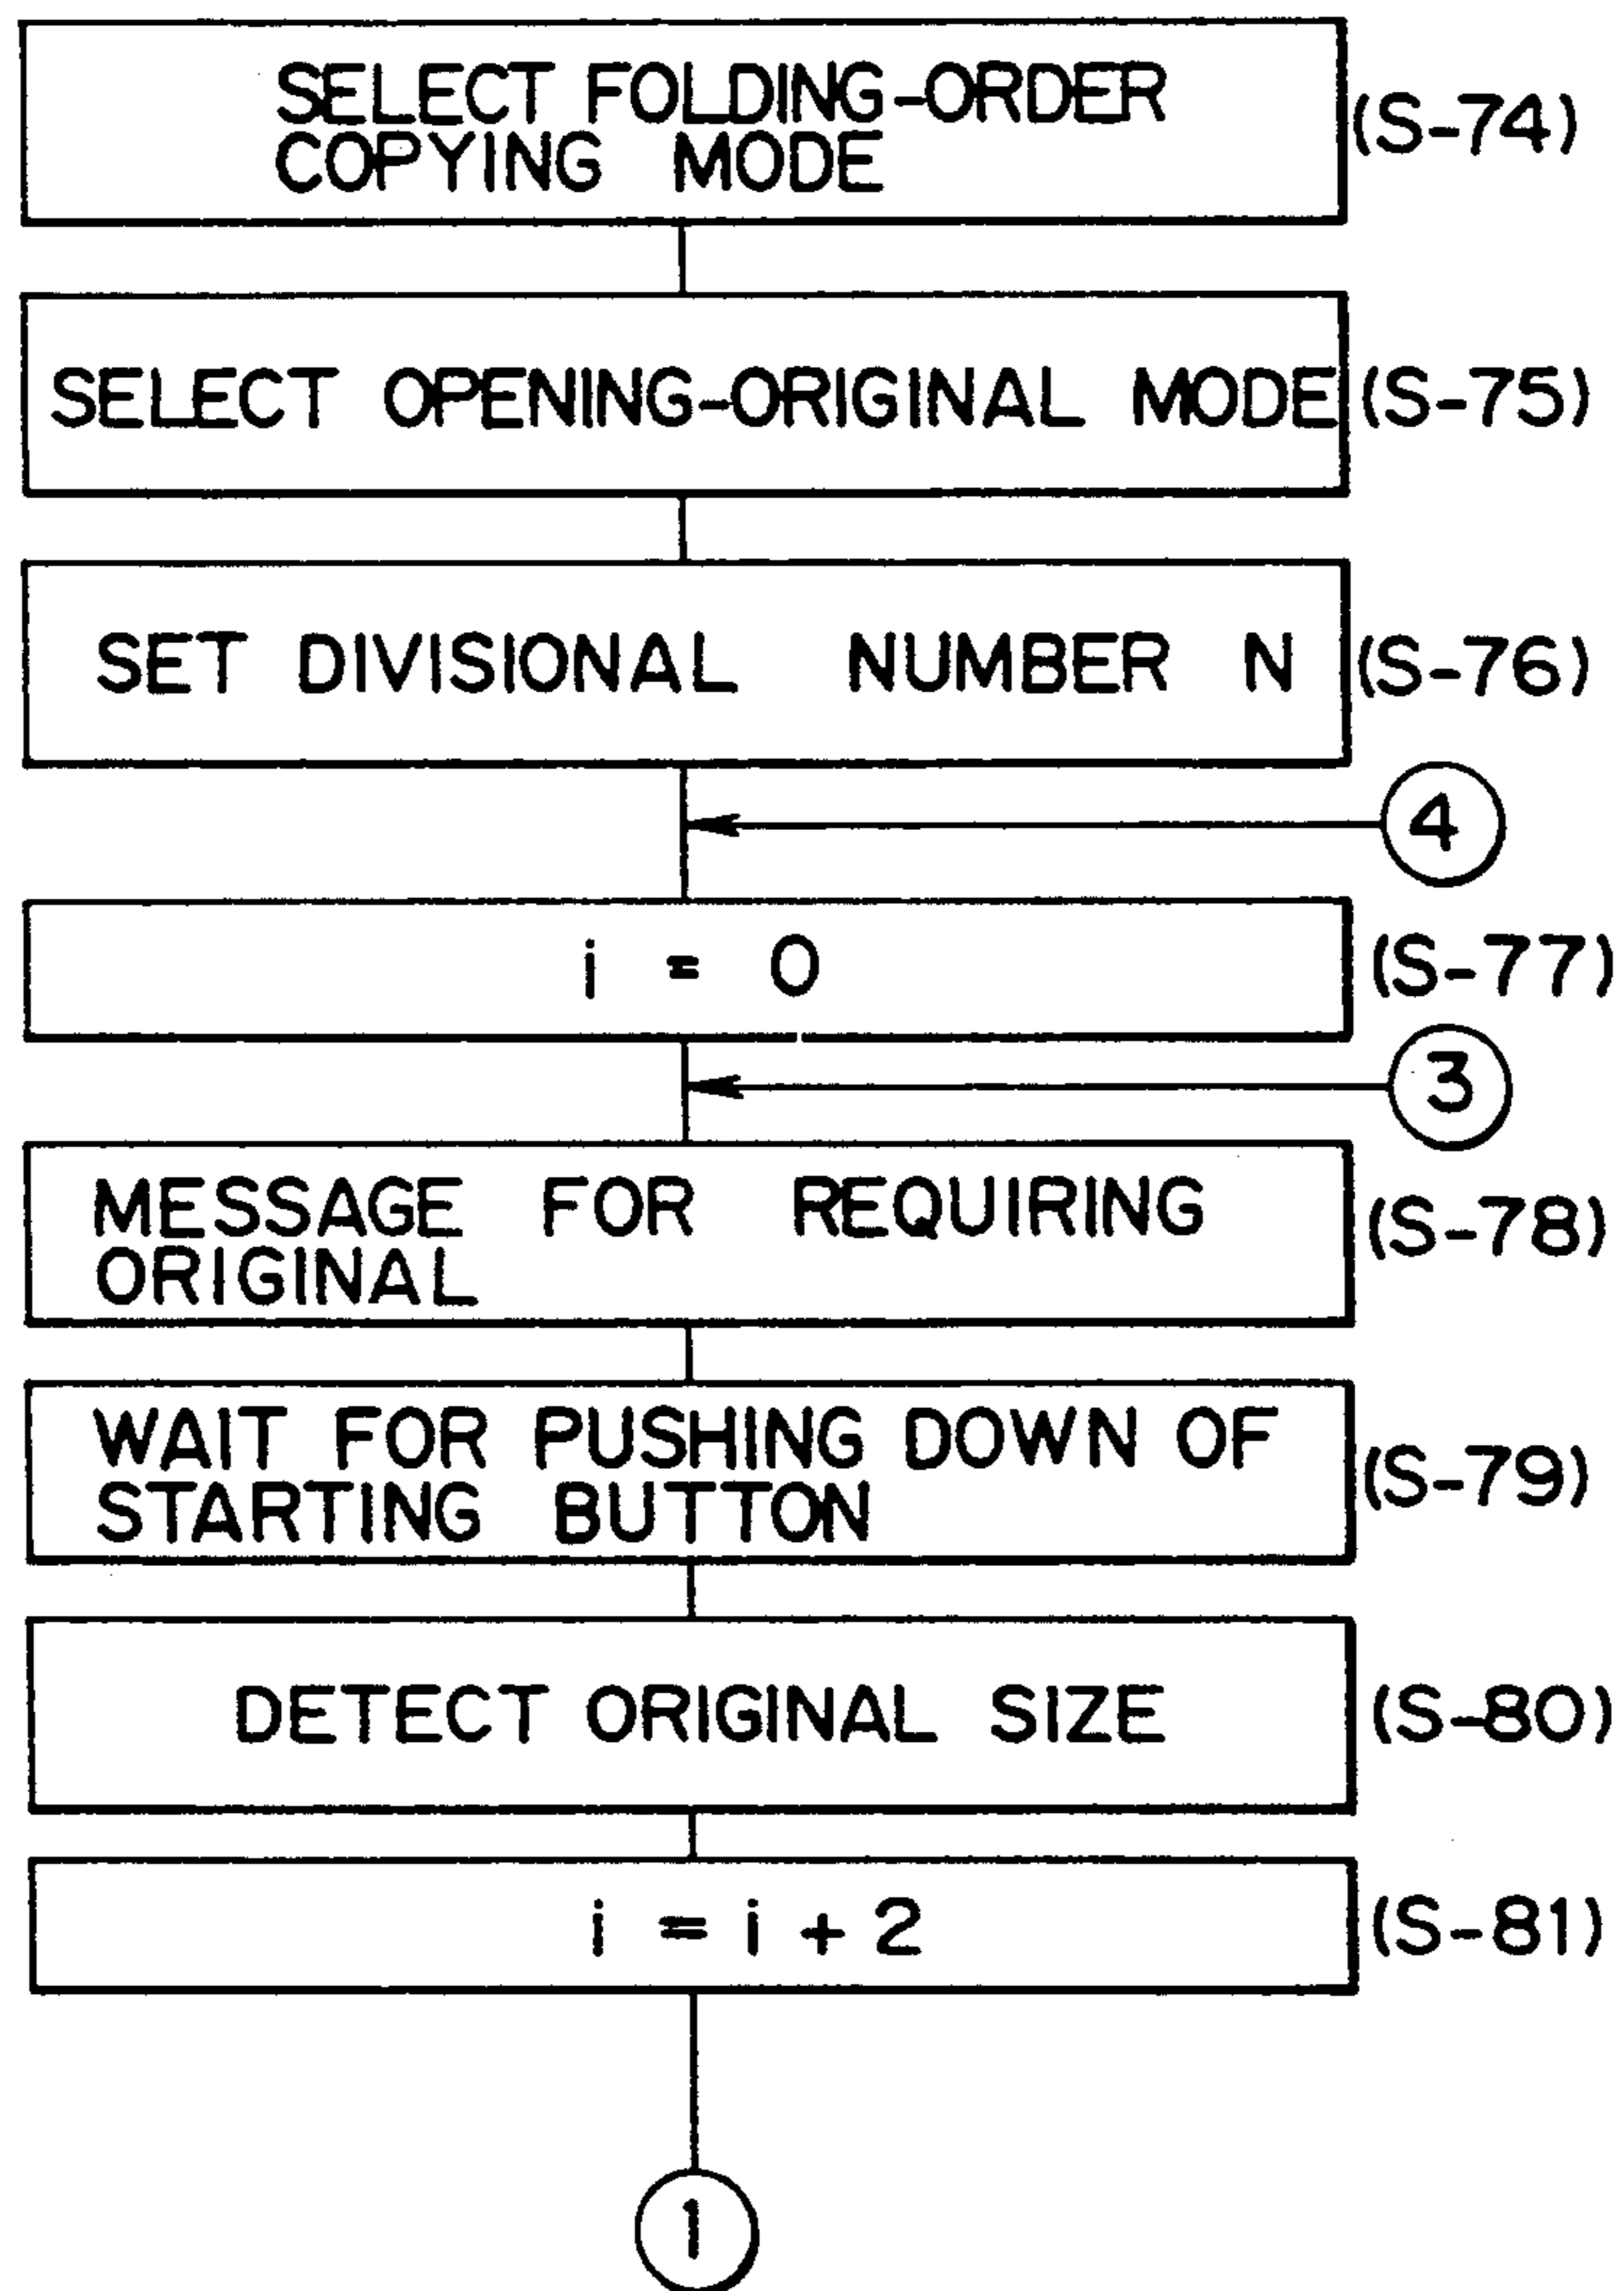 SELECT FOLDING-ORDER
COPYING MODE
(S-74)
SELECT OPENING-ORIGINAL MODE (S-75)
SET DIVISIONAL NUMBER N (S-76)
4
i = 0 (S-77)
3
MESSAGE FOR REQUIRING
ORIGINAL
(S-78)
WAIT FOR PUSHING DOWN OF
STARTING BUTTON
(S-79)
DETECT ORIGINAL SIZE (S-80)
i = i + 2 (S-81)
1